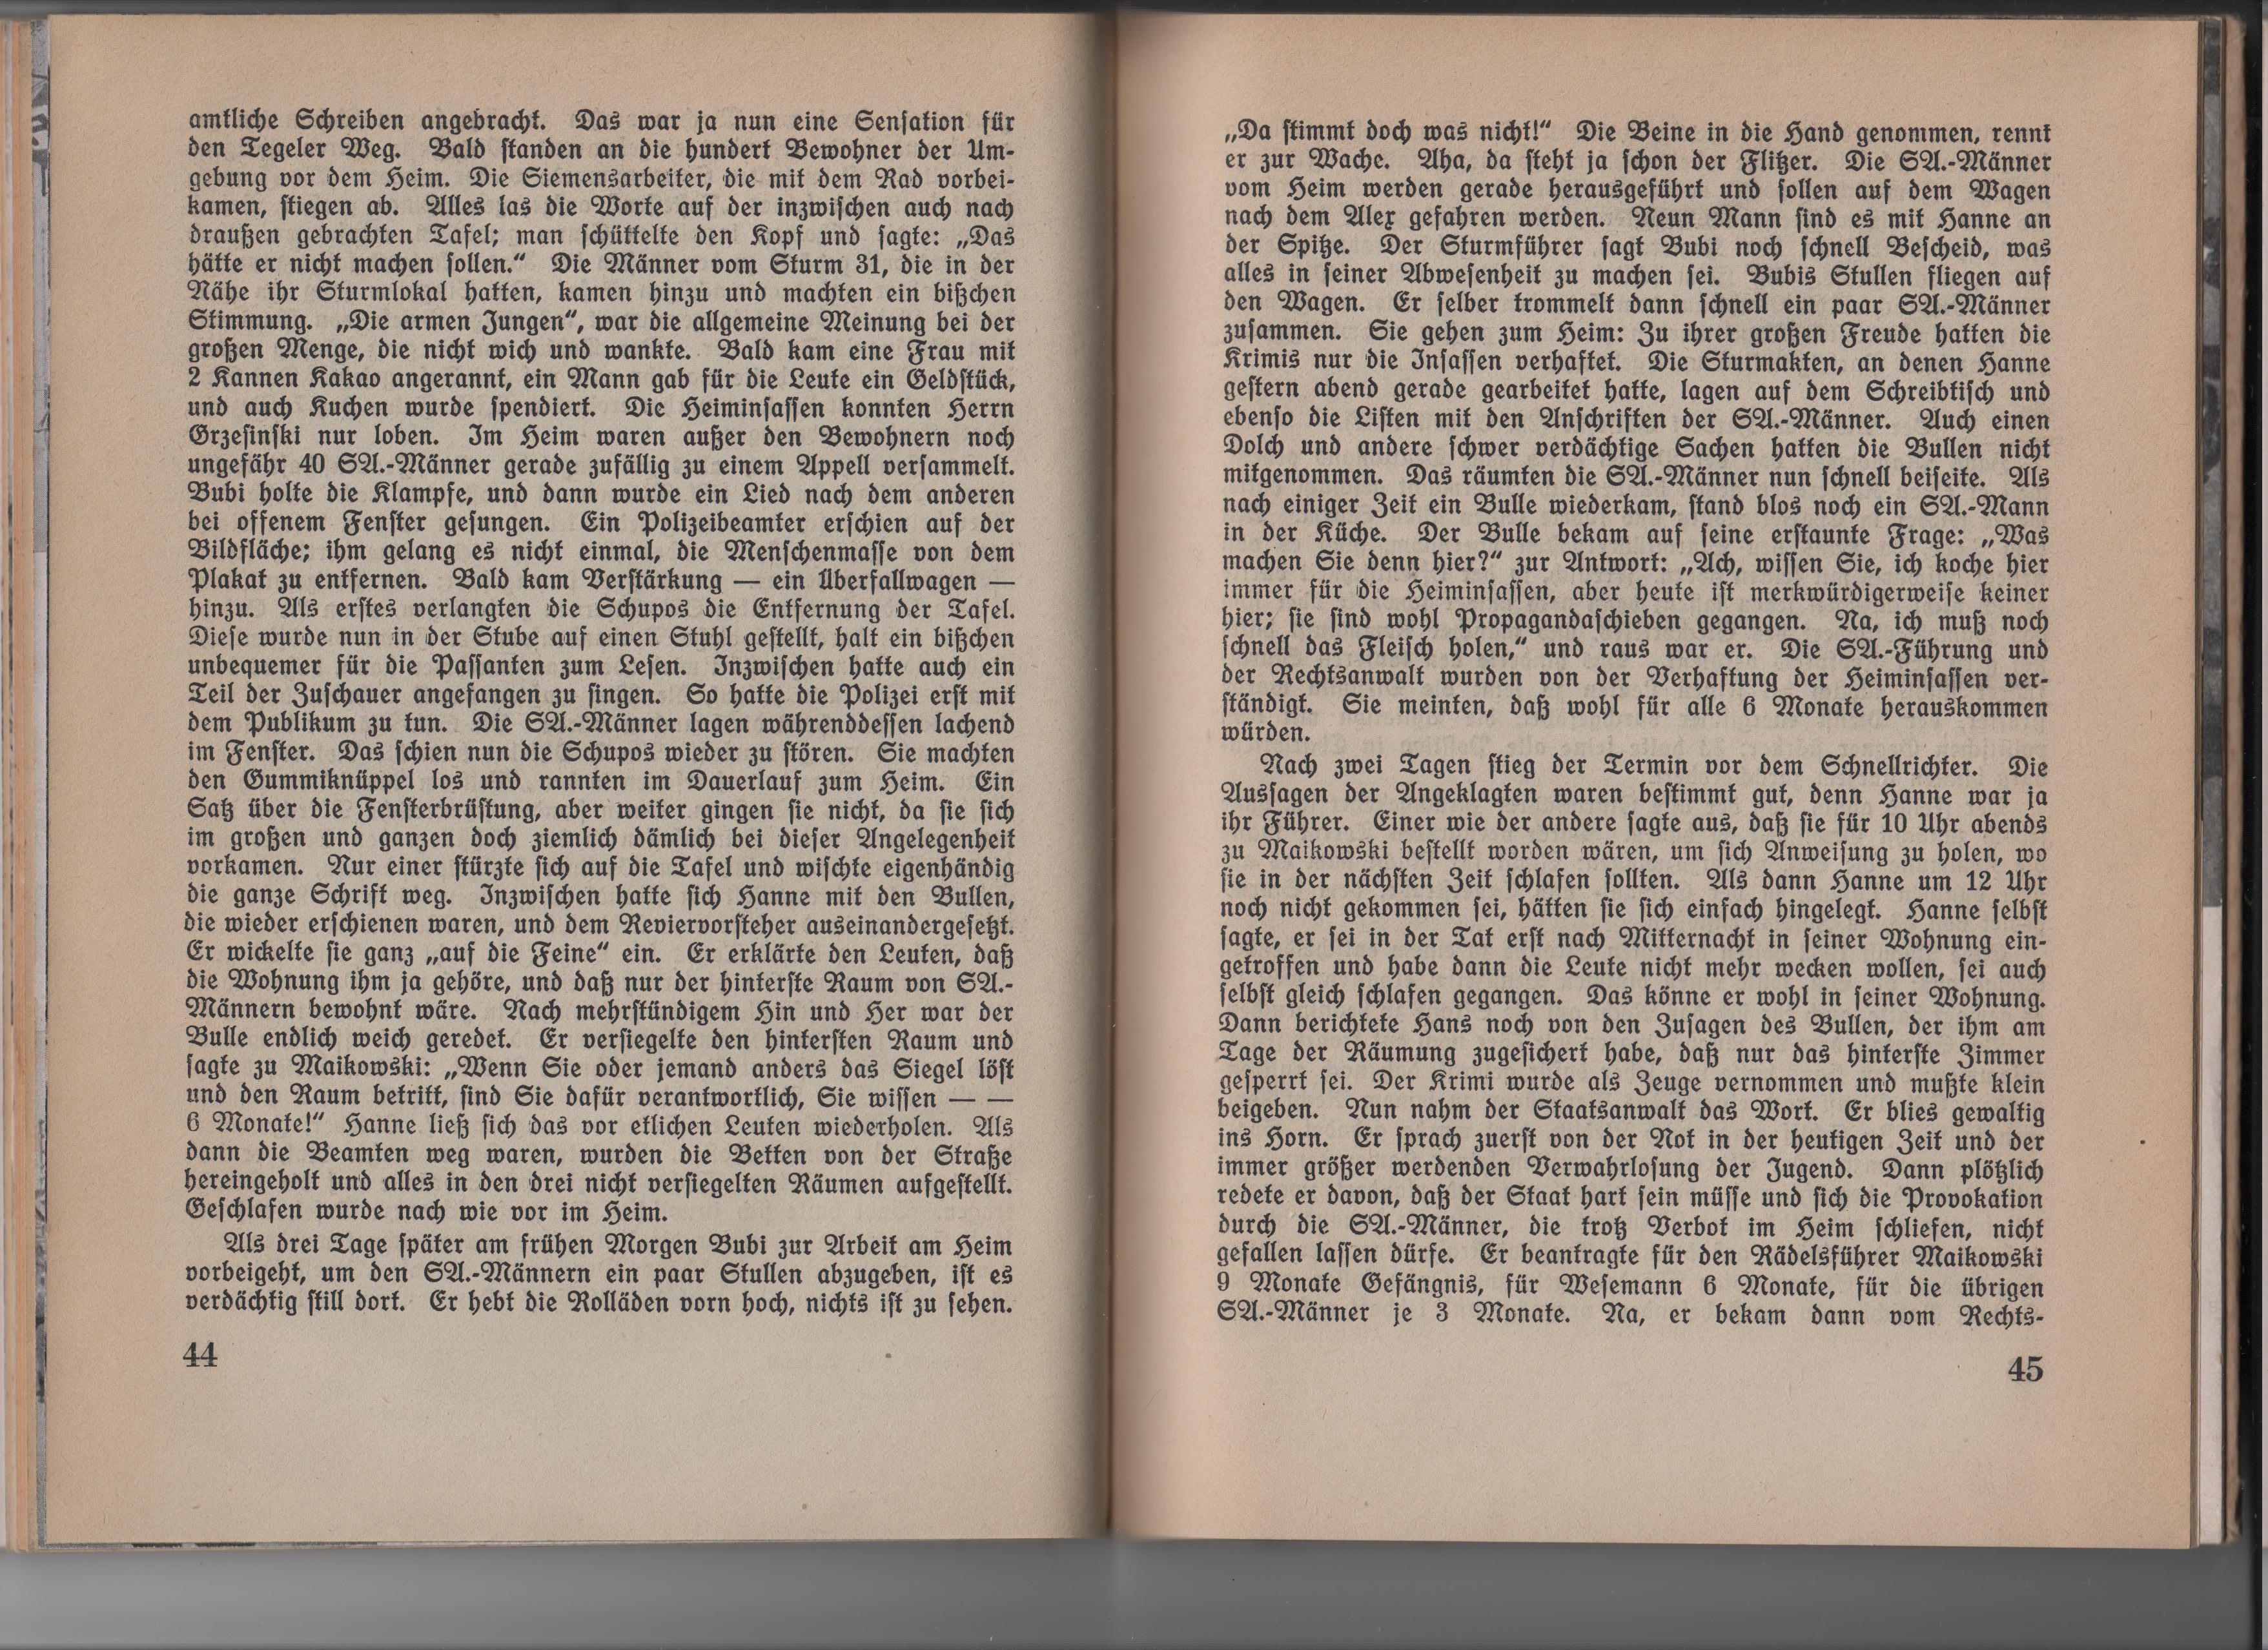 amtliche Schreiben angebracht. Das war ja nun eine Sensation für
den Tegeler Weg. Bald standen an die hundert Bewohner der Um-
gebung vor dem Heim. Die Siemensarbeiter, die mit dem Rad vorbei-
kamen, stiegen ab. Alles las die Worte auf der inzwischen auch nach
draußen gebrachten Tafel; man schüttelte den Kopf und sagte: „Das
hätte er nicht machen sollen.“ Die Männer vom Sturm 31, die in der
Nähe ihr Sturmlokal hatten, kamen hinzu und machten ein bißchen
Stimmung. „Die armen Jungen“, war die allgemeine Meinung bei der
großen Menge, die nicht wich und wankte. Bald kam eine Frau mit
2 Kannen Kakao angerannt, ein Mann gab für die Leute ein Geldstück,
und auch Kuchen wurde spendiert. Die Heiminsassen konnten Herrn
Grzesinski nur loben. Im Heim waren außer den Bewohnern noch
ungefähr 40 SA.-Männer gerade zufällig zu einem Appell versammelt.
Bubi holte die Klampfe, und dann wurde ein Lied nach dem anderen
bei offenem Fenster gesungen. Ein Polizeibeamter erschien auf der
Bildfläche; ihm gelang es nicht einmal, die Menschenmasse von dem
Plakat zu entfernen. Bald kam Verstärkung — ein Überfallwagen —
hinzu. Als erstes verlangten die Schupos die Entfernung der Tafel.
Diese wurde nun in der Stube auf einen Stuhl gestellt, halt ein bißchen
unbequemer für die Passanten zum Lesen. Inzwischen hatte auch ein
Teil der Zuschauer angefangen zu singen. So hatte die Polizei erst mit
dem Publikum zu tun. Die SA.-Männer lagen währenddessen lachend
im Fenster. Das schien nun die Schupos wieder zu stören. Sie machten
den Gummiknüppel los und rannten im Dauerlauf zum Heim. Ein
Satz über die Fensterbrüstung, aber weiter gingen sie nicht, da sie sich
im großen und ganzen doch ziemlich dämlich bei dieser Angelegenheit
vorkamen. Nur einer stürzte sich auf die Tafel und wischte eigenhändig
die ganze Schrift weg. Inzwischen hatte sich Hanne mit den Bullen,
die wieder erschienen waren, und dem Reviervorsteher auseinandergesetzt.
Er wickelte sie ganz „auf die Feine“ ein. Er erklärte den Leuten, daß
die Wohnung ihm ja gehöre, und daß nur der hinterste Raum von SA.-
Männern bewohnt wäre. Nach mehrstündigem Hin und Her war der
Bulle endlich weich geredet. Er versiegelte den hintersten Raum und
sagte zu Maikowski: „Wenn Sie oder jemand anders das Siegel löst
und den Raum betritt, sind Sie dafür verantwortlich, Sie wissen — —
6 Monate!“ Hanne ließ sich das vor etlichen Leuten wiederholen. Als
dann die Beamten weg waren, wurden die Betten von der Straße
hereingeholt und alles in den drei nicht versiegelten Räumen aufgestellt.
Geschlafen wurde nach wie vor im Heim.
Als drei Tage später am frühen Morgen Bubi zur Arbeit am Heim
vorbeigeht, um den SA.-Männern ein paar Stullen abzugeben, ist es
verdächtig still dort. Er hebt die Rolläden vorn hoch, nichts ist zu sehen.
44
„Da stimmt doch was nicht!“ Die Beine in die Hand genommen, rennt
er zur Wache. Aha, da steht ja schon der Flitzer. Die SA.-Männer
vom Heim werden gerade herausgeführt und sollen auf dem Wagen
nach dem Alex gefahren werden. Neun Mann sind es mit Hanne an
der Spitze. Der Sturmführer sagt Bubi noch schnell Bescheid, was
alles in seiner Abwesenheit zu machen sei. Bubis Stullen fliegen auf
den Wagen. Er selber trommelt dann schnell ein paar SA.-Männer
zusammen. Sie gehen zum Heim: Zu ihrer großen Freude hatten die
Krimis nur die Insassen verhaftet. Die Sturmakten, an denen Hanne
gestern abend gerade gearbeitet hatte, lagen auf dem Schreibtisch und
ebenso die Listen mit den Anschriften der SA.-Männer. Auch einen
Dolch und andere schwer verdächtige Sachen hatten die Bullen nicht
mitgenommen. Das räumten die SA.-Männer nun schnell beiseite. Als
nach einiger Zeit ein Bulle wiederkam, stand blos noch ein SA.-Mann
in der Küche. Der Bulle bekam auf seine erstaunte Frage: „Was
machen Sie denn hier?“ zur Antwort: „Ach, wissen Sie, ich koche hier
immer für die Heiminsassen, aber heute ist merkwürdigerweise keiner
hier; sie sind wohl Propagandaschieben gegangen. Na, ich muß noch
schnell das Fleisch holen,“ und raus war er. Die SA.-Führung und
der Rechtsanwalt wurden von der Verhaftung der Heiminsassen ver-
ständigt. Sie meinten, daß wohl für alle 6 Monate herauskommen
würden.
Nach zwei Tagen stieg der Termin vor dem Schnellrichter. Die
Aussagen der Angeklagten waren bestimmt gut, denn Hanne war ja
ihr Führer. Einer wie der andere sagte aus, daß sie für 10 Uhr abends
zu Maikowski bestellt worden wären, um sich Anweisung zu holen, wo
sie in der nächsten Zeit schlafen sollten. Als dann Hanne um 12 Uhr
noch nicht gekommen sei, hätten sie sich einfach hingelegt. Hanne selbst
sagte, er sei in der Tat erst nach Mitternacht in seiner Wohnung ein-
getroffen und habe dann die Leute nicht mehr wecken wollen, sei auch
selbst gleich schlafen gegangen. Das könne er wohl in seiner Wohnung.
Dann berichtete Hans noch von den Zusagen des Bullen, der ihm am
Tage der Räumung zugesichert habe, daß nur das hinterste Zimmer
gesperrt sei. Der Krimi wurde als Zeuge vernommen und mußte klein
beigeben. Nun nahm der Staatsanwalt das Wort. Er blies gewaltig
ins Horn. Er sprach zuerst von der Not in der heutigen Zeit und der
immer größer werdenden Verwahrlosung der Jugend. Dann plötzlich
redete er davon, daß der Staat hart sein müsse und sich die Provokation
durch die SA.-Männer, die trotz Verbot im Heim schliefen, nicht
gefallen lassen dürfe. Er beantragte für den Rädelsführer Maikowski
9 Monate Gefängnis, für Wesemann 6 Monate, für die übrigen
SA.-Männer je 3 Monate. Na, er bekam dann vom Rechts-
45